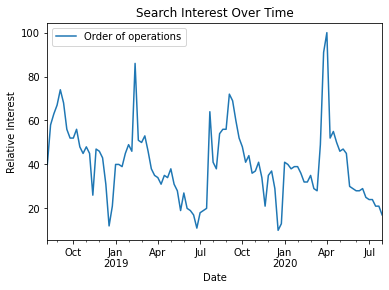 Search Interest Over Time
Order of operations
Relative Interest
100
80
60
40
20
Oct
Jan
2019
Apr
Jul
Oct
Jan
2020
Apr
Jul
Date